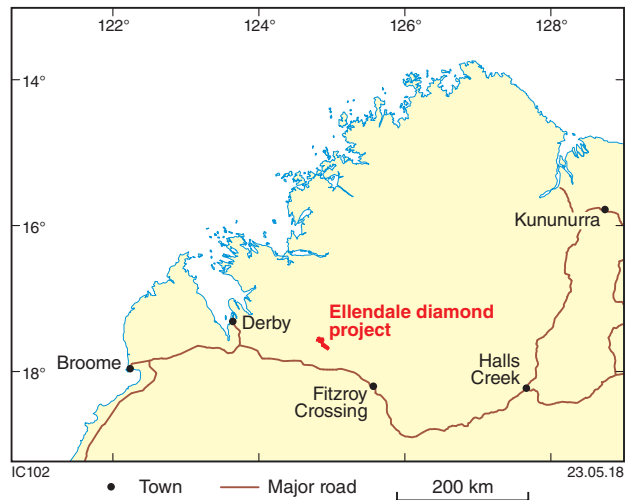 122° 124° 126° 128°
14°
16°
Kununurra
Ellendale diamond
project
Derby
Broome
18°
Halls
Creek
Fitzroy
Crossing
IC102 23.05.18
Town Major road 200 km